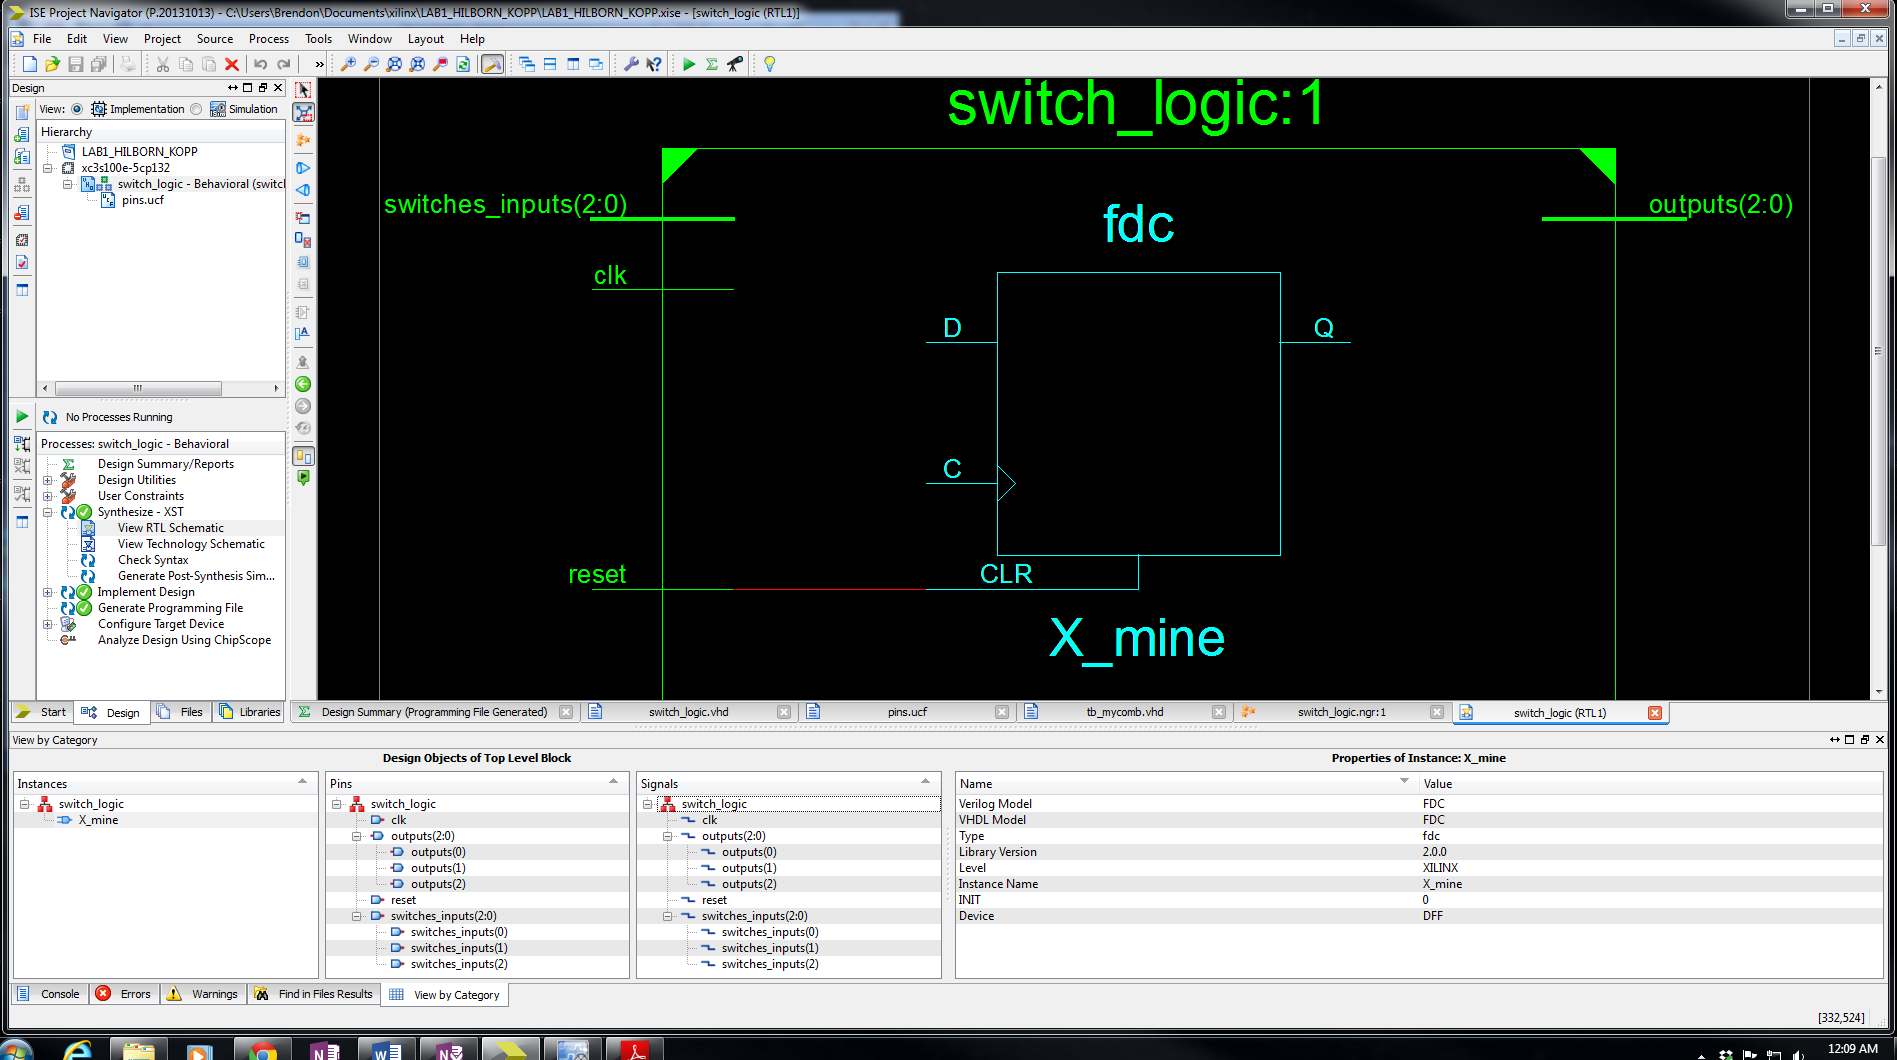 ISE Project Navigator (P.20131013) - C:\Users\Brendon\Documents\xilinx\LAB1_HILBORN_KOPP\LAB1_HILBORN_KOPP.xise - [switch_logic (RTL1)]
File Edit View Project Source Process Tools Window Layout Help
»
Design
View: Implementation Simulation
Hierarchy
LAB1_HILBORN_KOPP
xc3s100e-5cp132
switch_logic - Behavioral (switcl
pins.ucf
No Processes Running
Processes: switch_logic - Behavioral
Design Summary/Reports
Design Utilities
User Constraints
Synthesize - XST
View RTL Schematic
View Technology Schematic
Check Syntax
Generate Post-Synthesis Sim...
Implement Design
Generate Programming File
Configure Target Device
Analyze Design Using ChipScope
Start Design Files Libraries
switch_logic:1
switches_inputs(2:0)
outputs(2:0)
fdc
clk
D
Q
C
reset
CLR
X_mine
Design Summary (Programming File Generated) switch_logic.vhd pins.ucf tb_mycomb.vhd switch_logic.ngr:1 switch_logic (RTL1)
View by Category
Design Objects of Top Level Block
Properties of Instance: X_mine
Instances
switch_logic
X_mine
Pins
switch_logic
clk
outputs(2:0)
outputs(0)
outputs(1)
outputs(2)
reset
switches_inputs(2:0)
switches_inputs(0)
switches_inputs(1)
switches_inputs(2)
Signals
switch_logic
clk
outputs(2:0)
outputs(0)
outputs(1)
outputs(2)
reset
switches_inputs(2:0)
switches_inputs(0)
switches_inputs(1)
switches_inputs(2)
Name Value
Verilog Model FDC
VHDL Model FDC
Type fdc
Library Version 2.0.0
Level XILINX
Instance Name X_mine
INIT 0
Device DFF
Console Errors Warnings Find in Files Results View by Category
[332,524]
12:09 AM